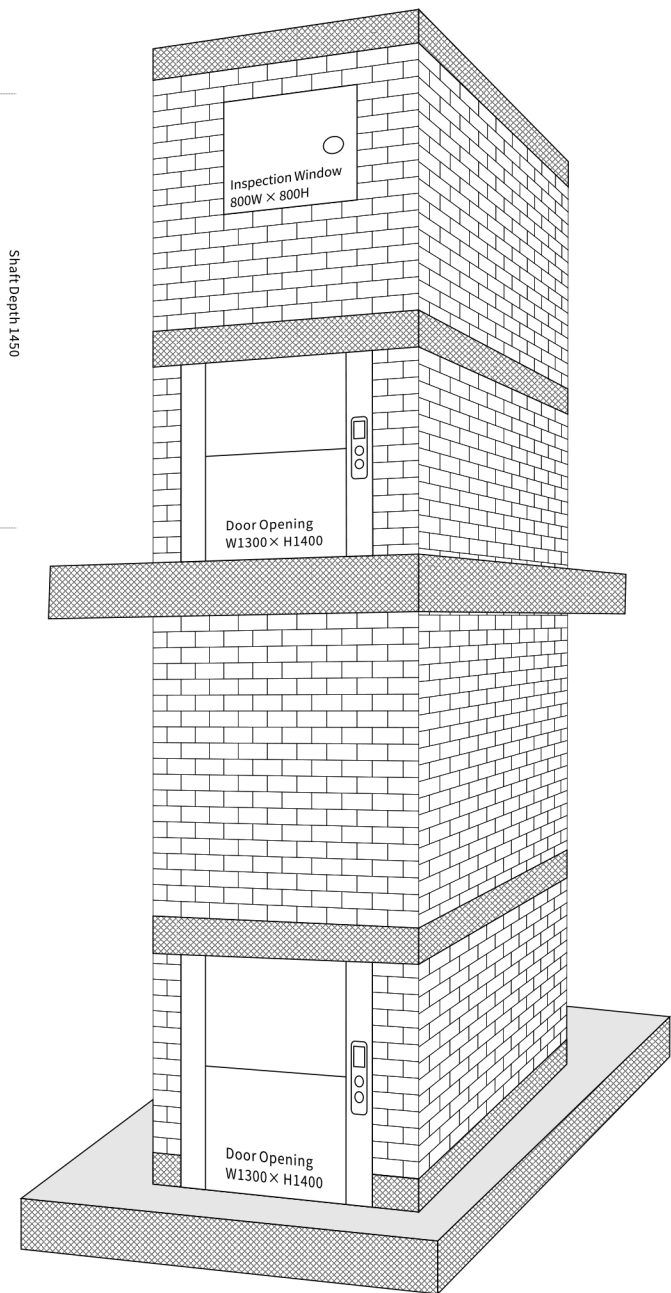 Inspection Window
800W × 800H
Shaft Depth 1450
Door Opening
W1300× H1400
Door Opening
W1300× H1400